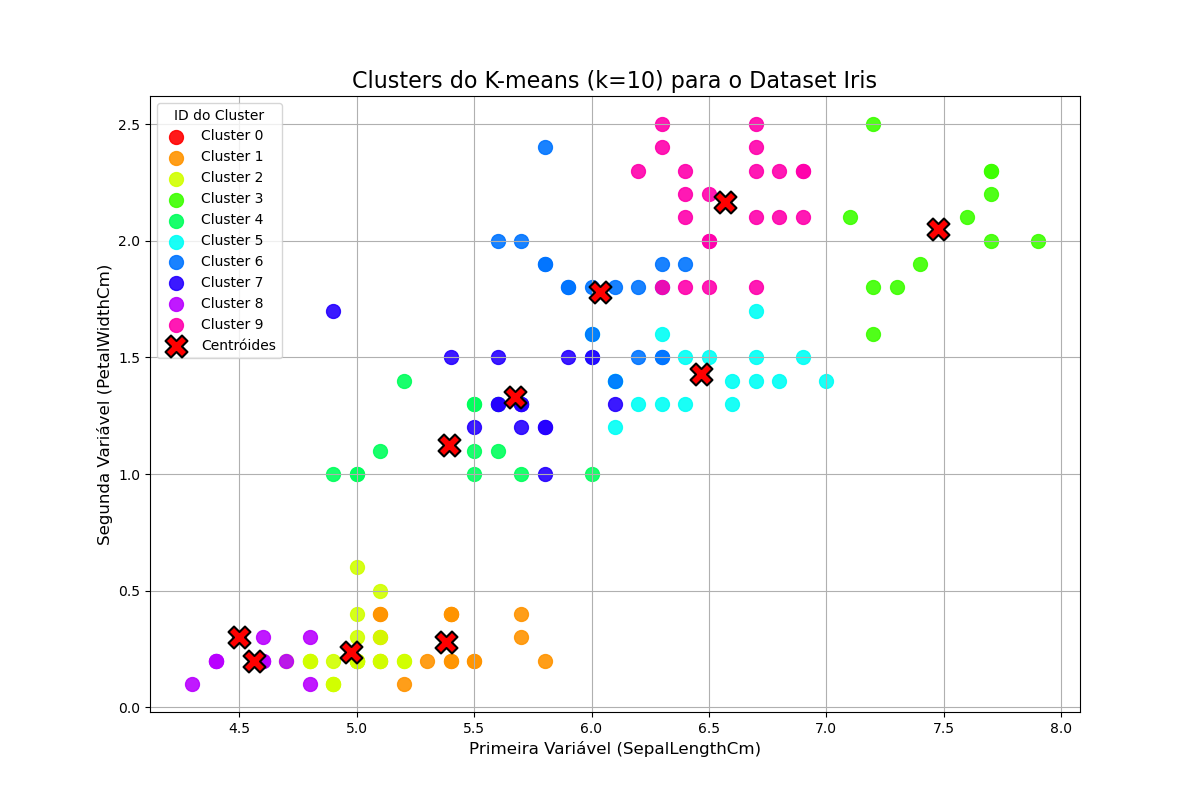 Clusters do K-means (k=10) para o Dataset Iris
ID do Cluster
Cluster 0
Cluster 1
Cluster 2
Cluster 3
Cluster 4
Cluster 5
Cluster 6
Cluster 7
Cluster 8
Cluster 9
Centróides
Segunda Variável (PetalWidthCm)
2.5
2.0
1.5
1.0
0.5
0.0
4.5 5.0 5.5 6.0 6.5 7.0 7.5 8.0
Primeira Variável (SepalLengthCm)